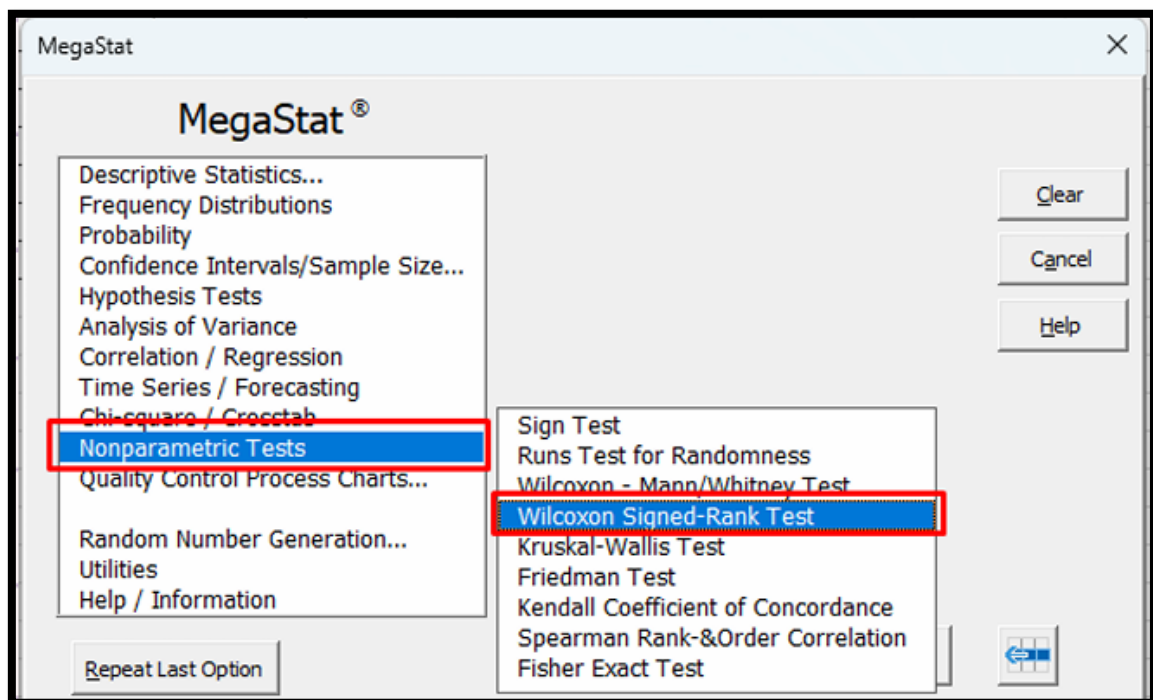 MegaStat
MegaStat ®
Descriptive Statistics...
Frequency Distributions
Probability
Confidence Intervals/Sample Size...
Hypothesis Tests
Analysis of Variance
Correlation / Regression
Time Series / Forecasting
Chi-square / Crosstab
Nonparametric Tests
Quality Control Process Charts...
Random Number Generation...
Utilities
Help / Information
Sign Test
Runs Test for Randomness
Wilcoxon - Mann/Whitney Test
Wilcoxon Signed-Rank Test
Kruskal-Wallis Test
Friedman Test
Kendall Coefficient of Concordance
Spearman Rank-&Order Correlation
Fisher Exact Test
Clear
Cancel
Help
Repeat Last Option